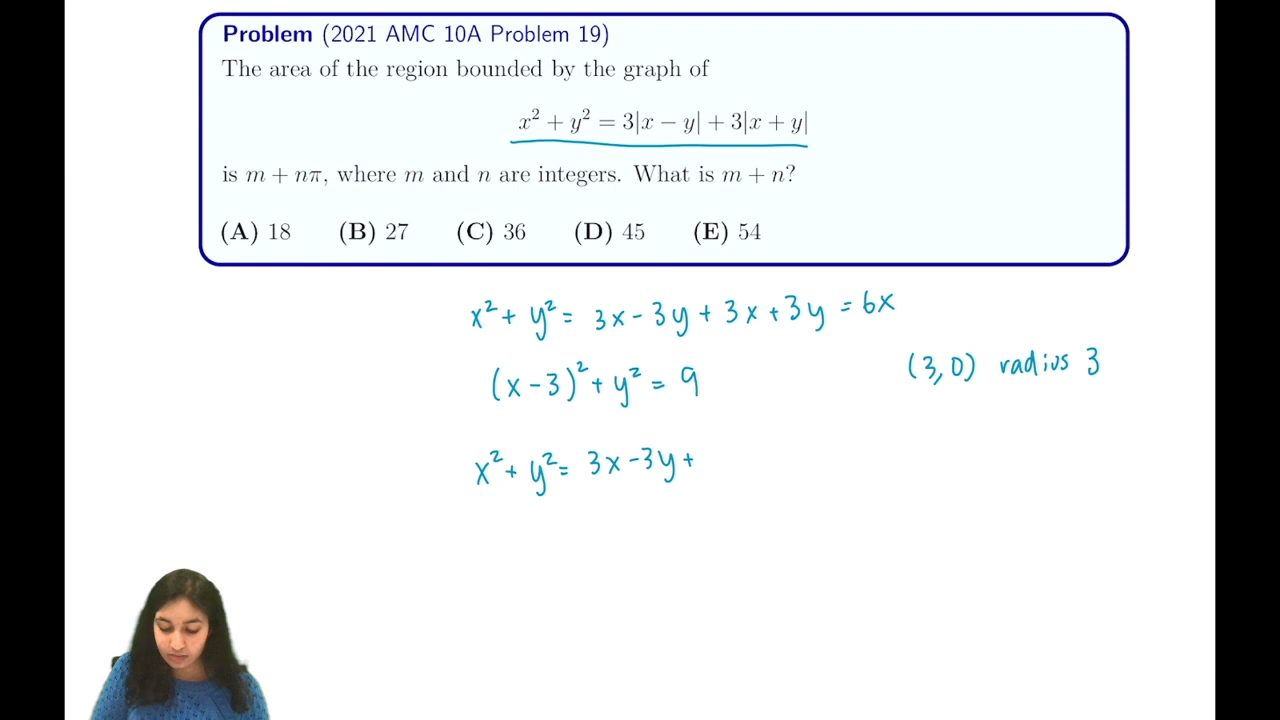 Problem (2021 AMC 10A Problem 19)
The area of the region bounded by the graph of
x² + y² = 3|x − y| + 3|x + y|
is m + nπ, where m and n are integers. What is m + n?
(A) 18 (B) 27 (C) 36 (D) 45 (E) 54
x² + y² = 3x - 3y + 3x + 3y = 6x
(3,0) radius 3
(x - 3)² + y² = 9
x² + y² = 3x - 3y +